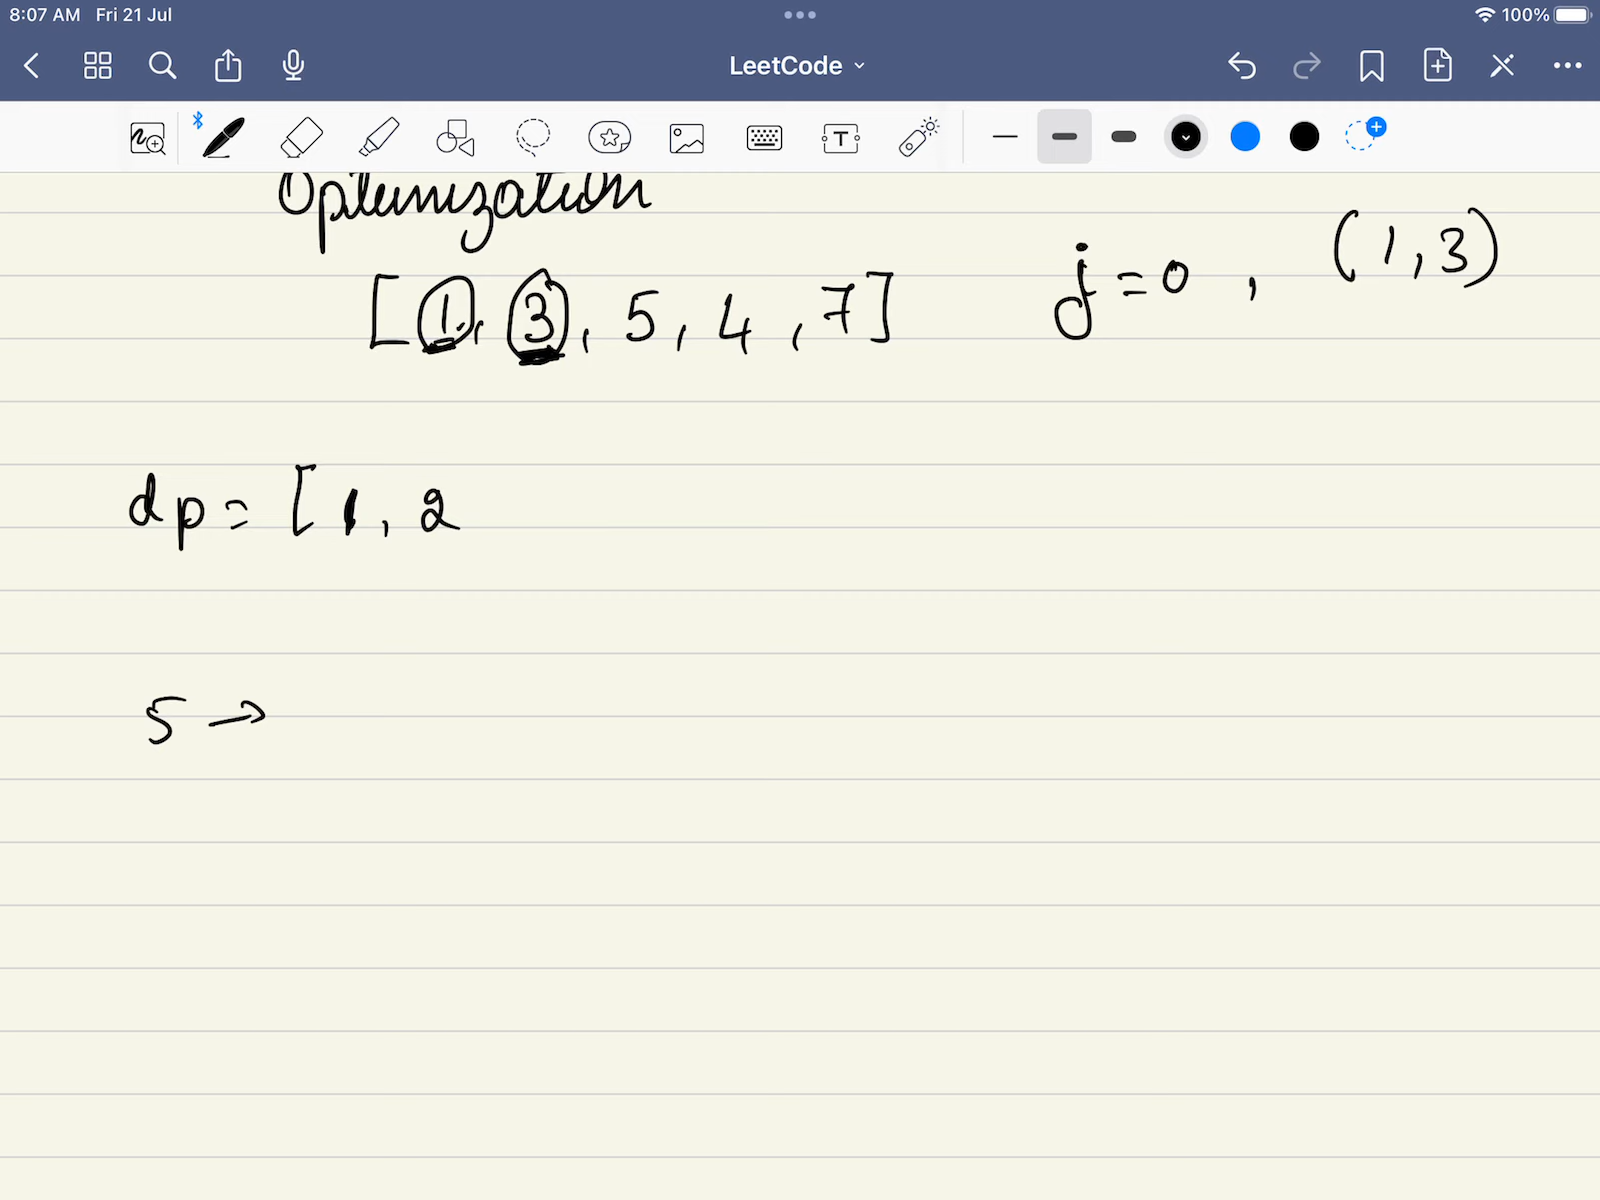 8:07 AM Fri 21 Jul 100%
LeetCode
T
Optimization
[1, 3, 5, 4, 7] j=0, (1,3)
dp = [1, 2
5 →